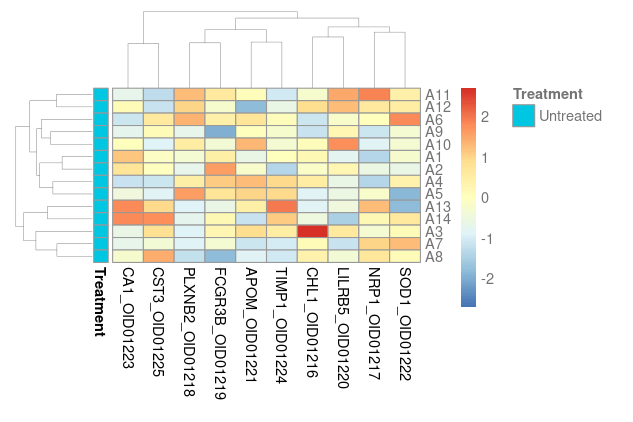 A11
A12
A6
A9
A10
A1
A2
A4
A5
A13
A14
A3
A7
A8
2
1
0
-1
-2
Treatment
Untreated
Treatment
CA1_OID01223
CST3_OID01225
PLXNB2_OID01218
FCGR3B_OID01219
APOM_OID01221
TIMP1_OID01224
CHL1_OID01216
LILRB5_OID01220
NRP1_OID01217
SOD1_OID01222